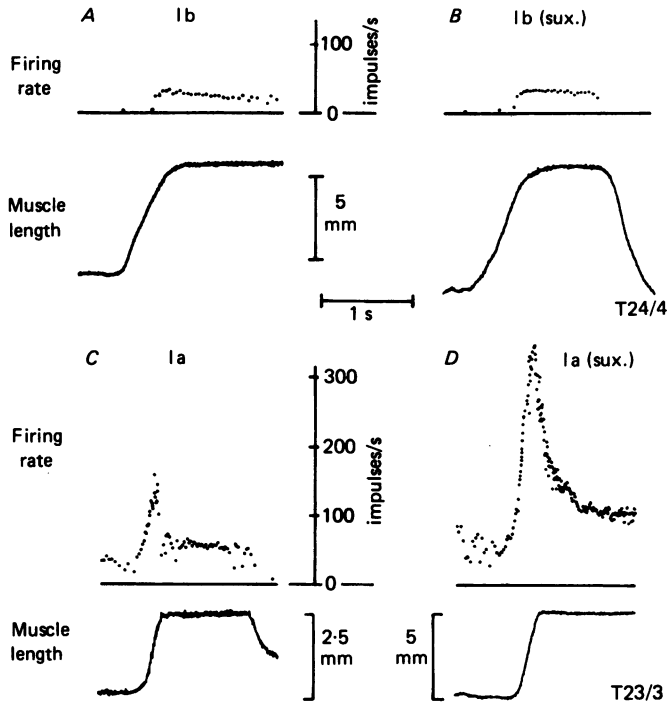 A Ib
B Ib (sux.)
Firing rate
100
0
impulses/s
Muscle length
5 mm
1 s
T24/4
C Ia
D Ia (sux.)
Firing rate
300
200
100
0
impulses/s
Muscle length
2·5 mm
5 mm
T23/3